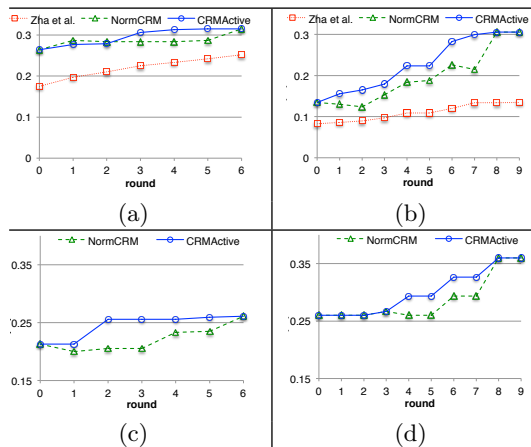 Zha et al. NormCRM CRMActive
0.3
0.2
0.1
0
0 1 2 3 4 5 6
round
(a)
Zha et al. NormCRM CRMActive
0.3
0.2
0.1
0
0 1 2 3 4 5 6 7 8 9
round
(b)
NormCRM CRMActive
0.35
0.25
0.15
0 1 2 3 4 5 6
round
(c)
NormCRM CRMActive
0.35
0.25
0.15
0 1 2 3 4 5 6 7 8 9
round
(d)